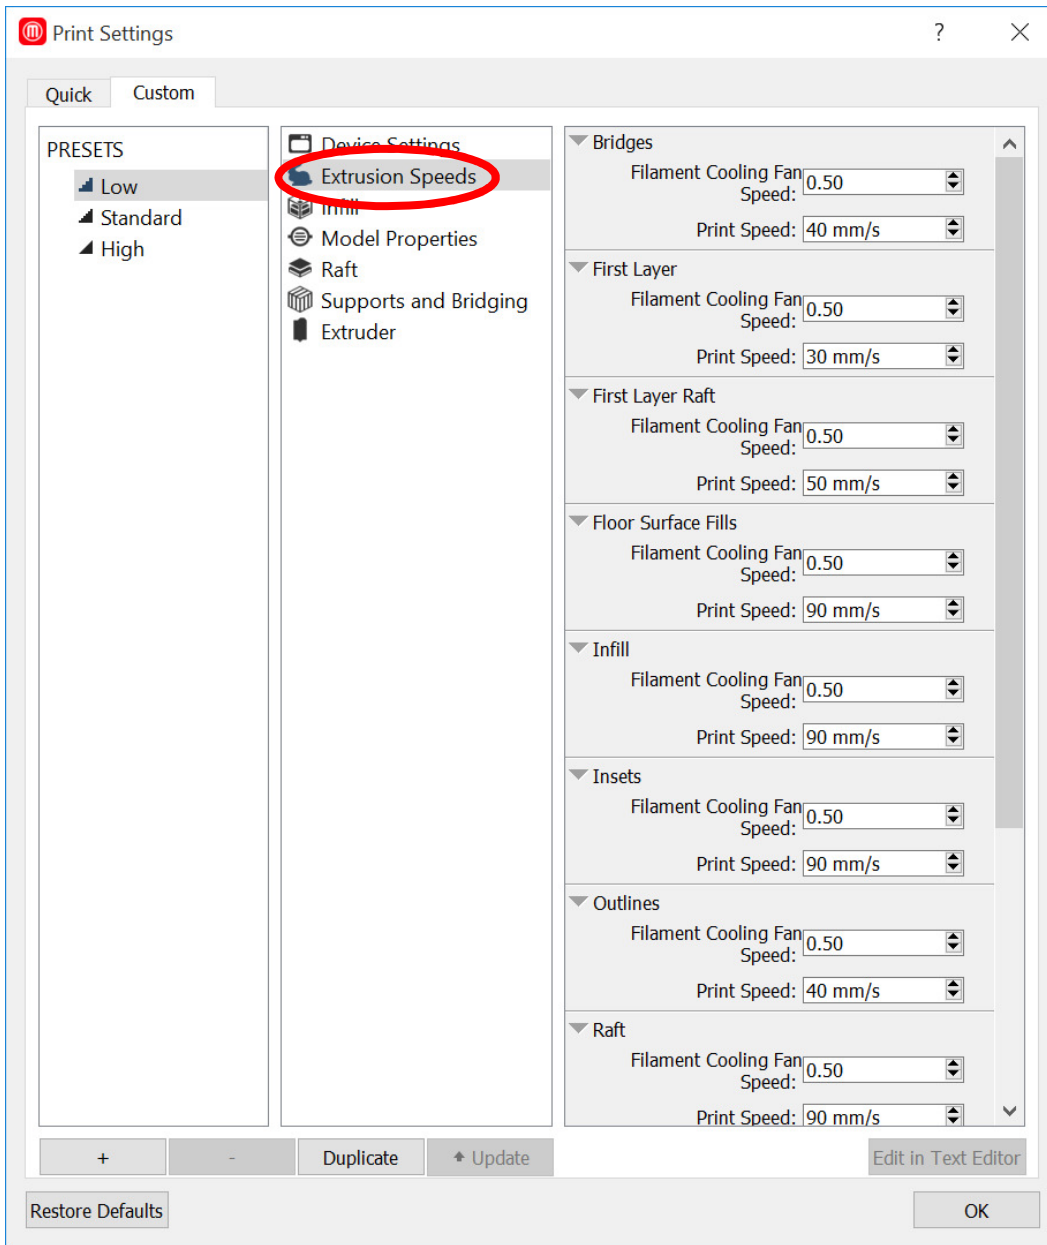 Print Settings
?
Quick
Custom
PRESETS
Low
Standard
High
Device Settings
Extrusion Speeds
Infill
Model Properties
Raft
Supports and Bridging
Extruder
Bridges
Filament Cooling Fan
Speed: 0.50
Print Speed: 40 mm/s
First Layer
Filament Cooling Fan
Speed: 0.50
Print Speed: 30 mm/s
First Layer Raft
Filament Cooling Fan
Speed: 0.50
Print Speed: 50 mm/s
Floor Surface Fills
Filament Cooling Fan
Speed: 0.50
Print Speed: 90 mm/s
Infill
Filament Cooling Fan
Speed: 0.50
Print Speed: 90 mm/s
Insets
Filament Cooling Fan
Speed: 0.50
Print Speed: 90 mm/s
Outlines
Filament Cooling Fan
Speed: 0.50
Print Speed: 40 mm/s
Raft
Filament Cooling Fan
Speed: 0.50
Print Speed: 90 mm/s
+ - Duplicate Update Edit in Text Editor
Restore Defaults OK